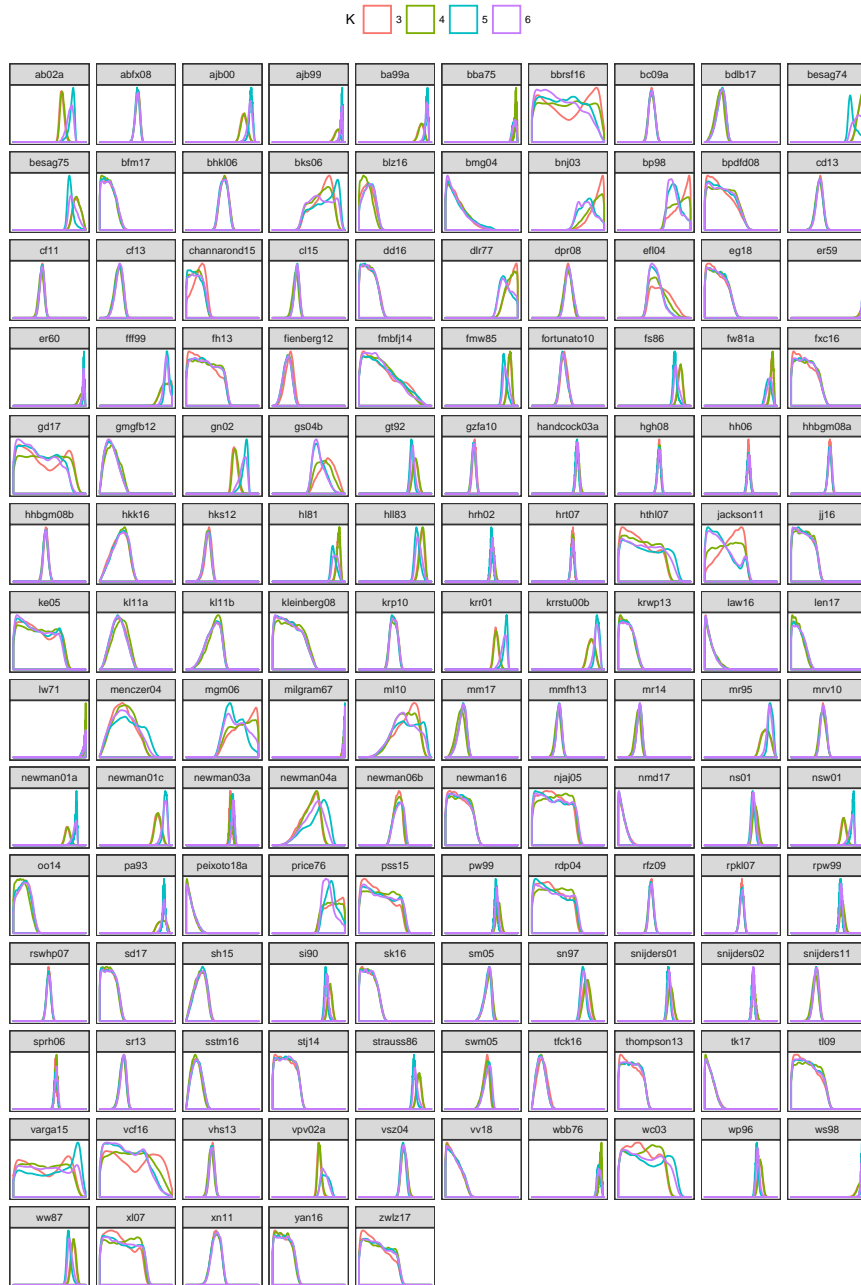 K 3 4 5 6
ab02a abfx08 ajb00 ajb99 ba99a bba75 bbrsf16 bc09a bdlb17 besag74
besag75 bfm17 bhkl06 bks06 blz16 bmg04 bnj03 bp98 bpdfd08 cd13
cf11 cf13 channarond15 cl15 dd16 dlr77 dpr08 efl04 eg18 er59
er60 fff99 fh13 fienberg12 fmbfj14 fmw85 fortunato10 fs86 fw81a fxc16
gd17 gmgfb12 gn02 gs04b gt92 gzfa10 handcock03a hgh08 hh06 hhbgm08a
hhbgm08b hkk16 hks12 hl81 hll83 hrh02 hrt07 hthl07 jackson11 jj16
ke05 kl11a kl11b kleinberg08 krp10 krr01 krrstu00b krwp13 law16 len17
lw71 menczer04 mgm06 milgram67 ml10 mm17 mmfh13 mr14 mr95 mrv10
newman01a newman01c newman03a newman04a newman06b newman16 njaj05 nmd17 ns01 nsw01
oo14 pa93 peixoto18a price76 pss15 pw99 rdp04 rfz09 rpkl07 rpw99
rswhp07 sd17 sh15 si90 sk16 sm05 sn97 snijders01 snijders02 snijders11
sprh06 sr13 sstm16 stj14 strauss86 swm05 tfck16 thompson13 tk17 tl09
varga15 vcf16 vhs13 vpv02a vsz04 vv18 wbb76 wc03 wp96 ws98
ww87 xl07 xn11 yan16 zwlz17